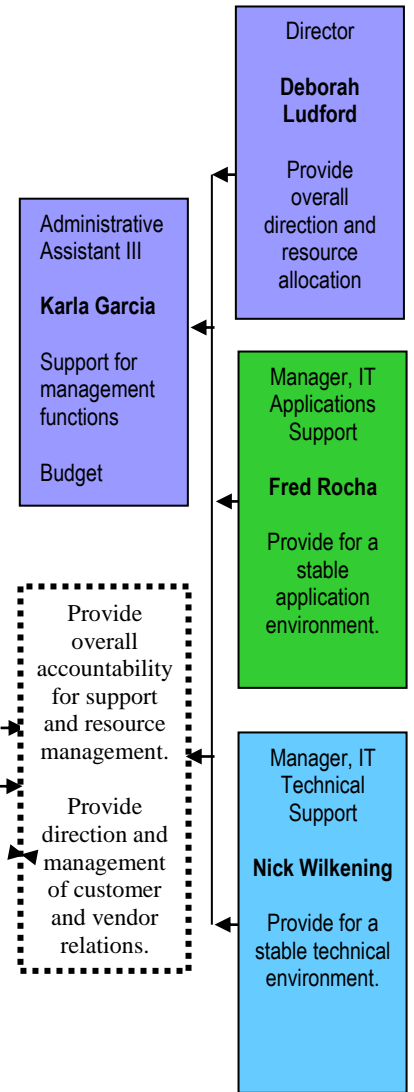 Director
Deborah
Ludford
Provide
overall
direction and
resource
allocation
Administrative
Assistant III
Karla Garcia
Support for
management
functions
Budget
Manager, IT
Applications
Support
Fred Rocha
Provide for a
stable
application
environment.
Provide
overall
accountability
for support
and resource
management.
Provide
direction and
management
of customer
and vendor
relations.
Manager, IT
Technical
Support
Nick Wilkening
Provide for a
stable technical
environment.